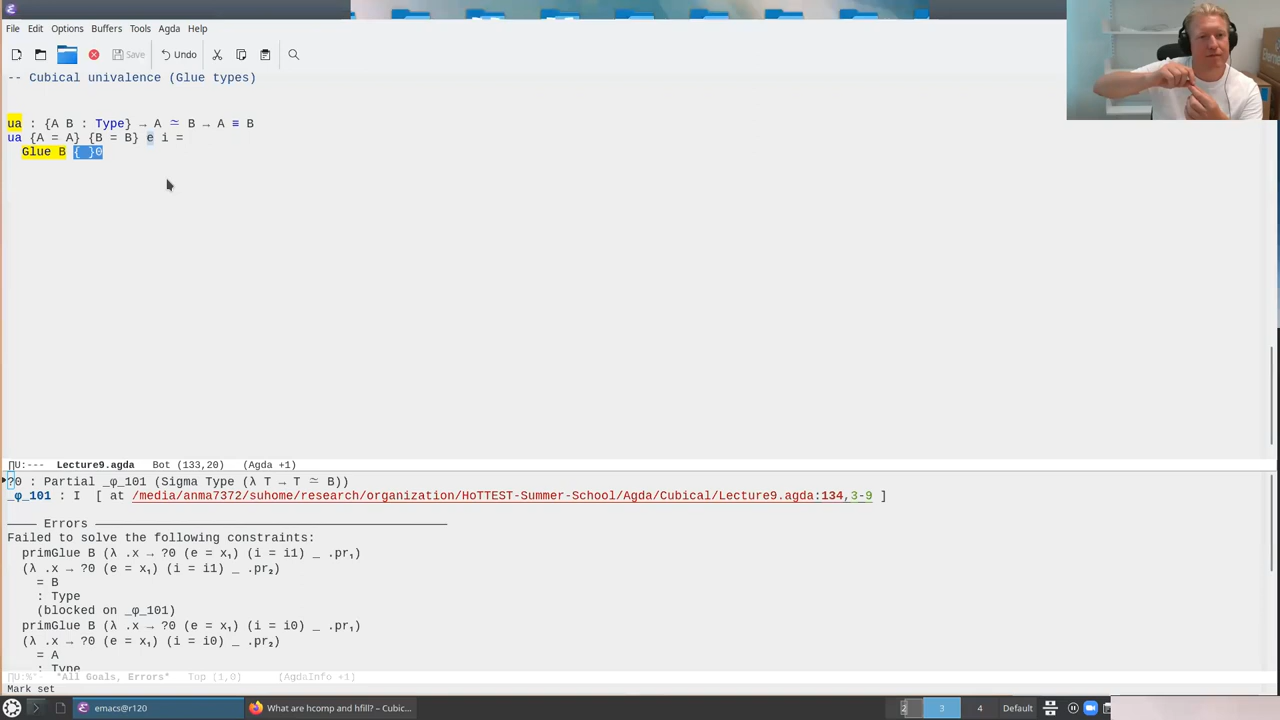 File Edit Options Buffers Tools Agda Help
Save Undo
-- Cubical univalence (Glue types)
ua : {A B : Type} → A ≃ B → A ≡ B
ua {A = A} {B = B} e i =
Glue B { }0
∏U:--- Lecture9.agda Bot (133,20) (Agda +1)
?0 : Partial _φ_101 (Sigma Type (λ T → T ≃ B))
_φ_101 : I [ at /media/anma7372/suhome/research/organization/HoTTEST-Summer-School/Agda/Cubical/Lecture9.agda:134,3-9 ]
———— Errors ————————————————————————
Failed to solve the following constraints:
primGlue B (λ .x → ?0 (e = x₁) (i = i1) _ .pr₁)
(λ .x → ?0 (e = x₁) (i = i1) _ .pr₂)
= B
: Type
(blocked on _φ_101)
primGlue B (λ .x → ?0 (e = x₁) (i = i0) _ .pr₁)
(λ .x → ?0 (e = x₁) (i = i0) _ .pr₂)
= A
: Type
∏U:%*- *All Goals, Errors* Top (1,0) (AgdaInfo +1)
Mark set
emacs@r120 What are hcomp and hfill? – Cubic... 2 3 4 Default